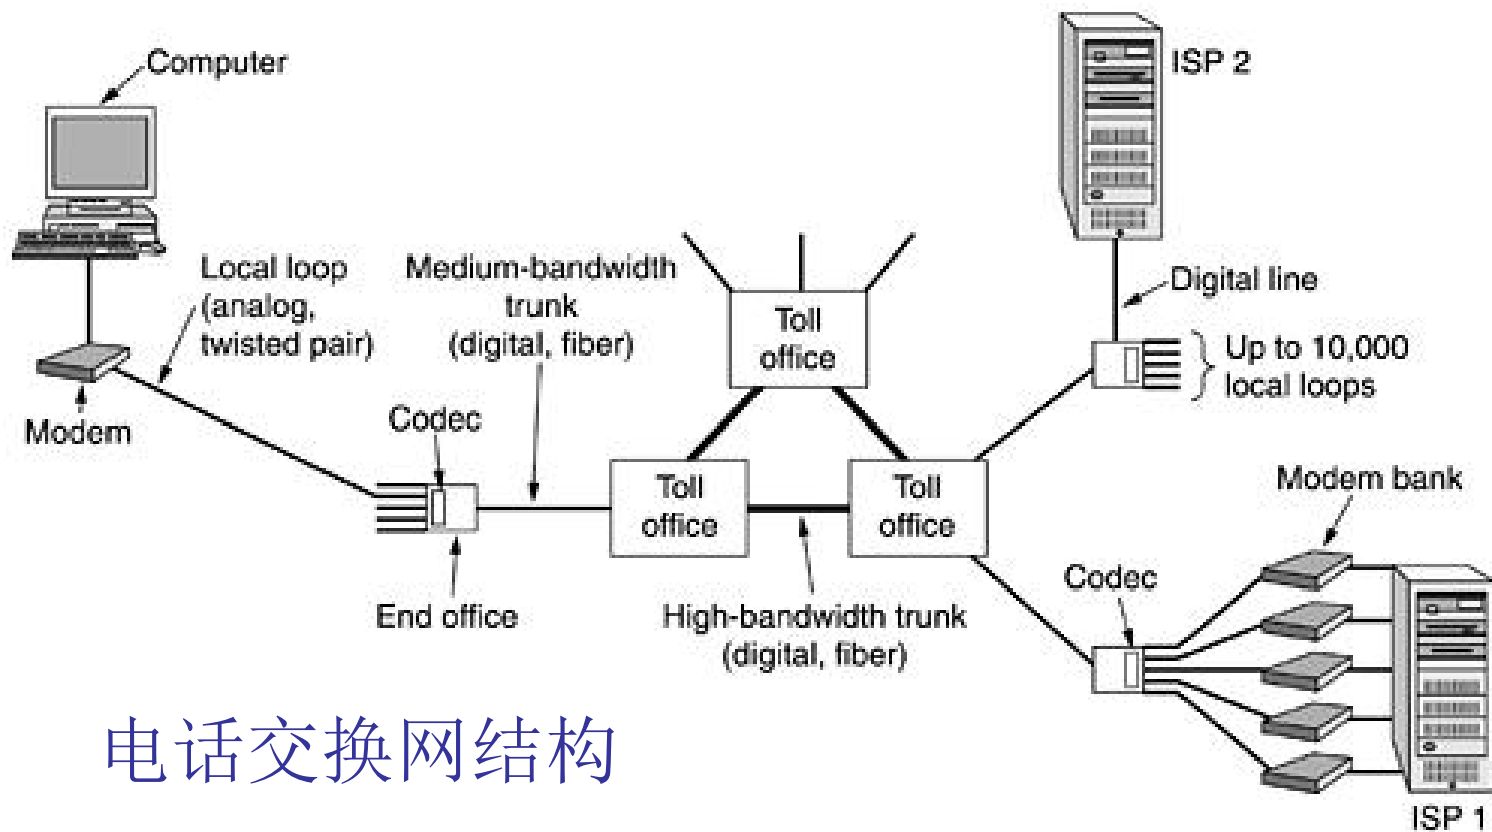 Computer
ISP 2
Local loop
(analog,
twisted pair)
Medium-bandwidth
trunk
(digital, fiber)
Toll
office
Digital line
Up to 10,000
local loops
Modem
Codec
Toll
office
Toll
office
Modem bank
End office
High-bandwidth trunk
(digital, fiber)
Codec
电话交换网结构
ISP 1